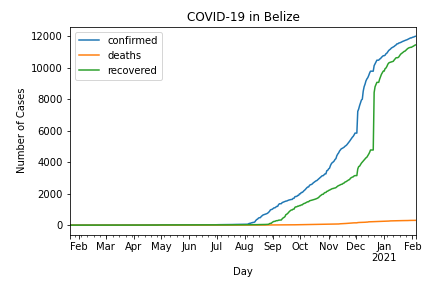 COVID-19 in Belize
confirmed
deaths
recovered
Number of Cases
12000
10000
8000
6000
4000
2000
0
Feb Mar Apr May Jun Jul Aug Sep Oct Nov Dec Jan Feb
2021
Day